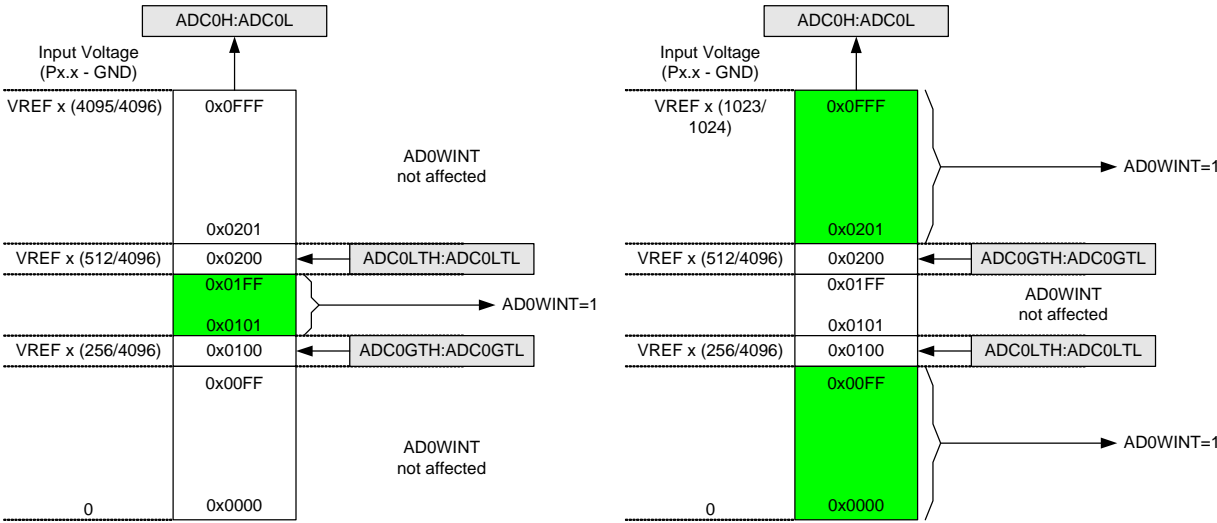 ADC0H:ADC0L
Input Voltage
(Px.x - GND)
VREF x (4095/4096)
0x0FFF
AD0WINT
not affected
0x0201
VREF x (512/4096)
0x0200
ADC0LTH:ADC0LTL
0x01FF
AD0WINT=1
0x0101
VREF x (256/4096)
0x0100
ADC0GTH:ADC0GTL
0x00FF
AD0WINT
not affected
0
0x0000
ADC0H:ADC0L
Input Voltage
(Px.x - GND)
VREF x (1023/
1024)
0x0FFF
AD0WINT=1
0x0201
VREF x (512/4096)
0x0200
ADC0GTH:ADC0GTL
0x01FF
AD0WINT
not affected
0x0101
VREF x (256/4096)
0x0100
ADC0LTH:ADC0LTL
0x00FF
AD0WINT=1
0
0x0000